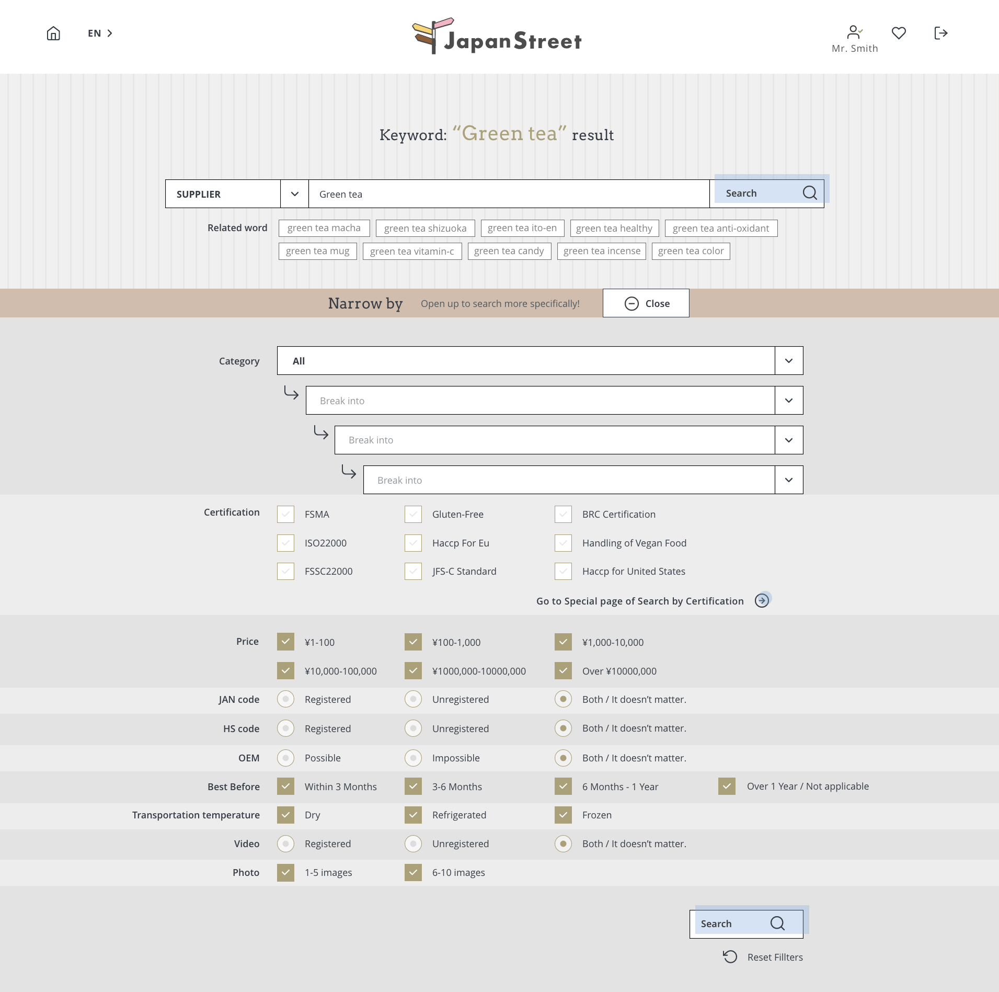 EN
JapanStreet
Mr. Smith
Keyword: “Green tea” result
SUPPLIER Green tea Search
Related word green tea macha green tea shizuoka green tea ito-en green tea healthy green tea anti-oxidant
green tea mug green tea vitamin-c green tea candy green tea incense green tea color
Narrow by Open up to search more specifically! Close
Category All
Break into
Break into
Break into
Certification FSMA Gluten-Free BRC Certification
ISO22000 Haccp For Eu Handling of Vegan Food
FSSC22000 JFS-C Standard Haccp for United States
Go to Special page of Search by Certification
Price ¥1-100 ¥100-1,000 ¥1,000-10,000
¥10,000-100,000 ¥1000,000-10000,000 Over ¥10000,000
JAN code Registered Unregistered Both / It doesn’t matter.
HS code Registered Unregistered Both / It doesn’t matter.
OEM Possible Impossible Both / It doesn’t matter.
Best Before Within 3 Months 3-6 Months 6 Months - 1 Year Over 1 Year / Not applicable
Transportation temperature Dry Refrigerated Frozen
Video Registered Unregistered Both / It doesn’t matter.
Photo 1-5 images 6-10 images
Search
Reset Fillters